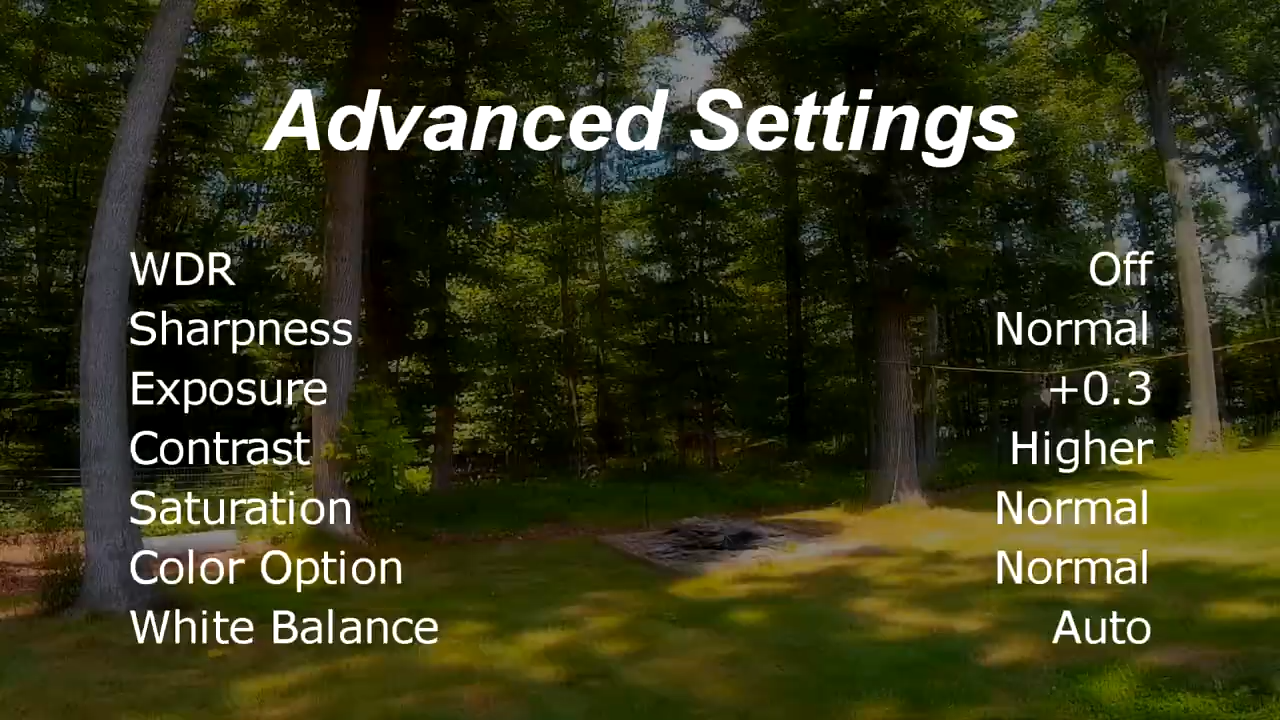 Advanced Settings
WDR Off
Sharpness Normal
Exposure +0.3
Contrast Higher
Saturation Normal
Color Option Normal
White Balance Auto